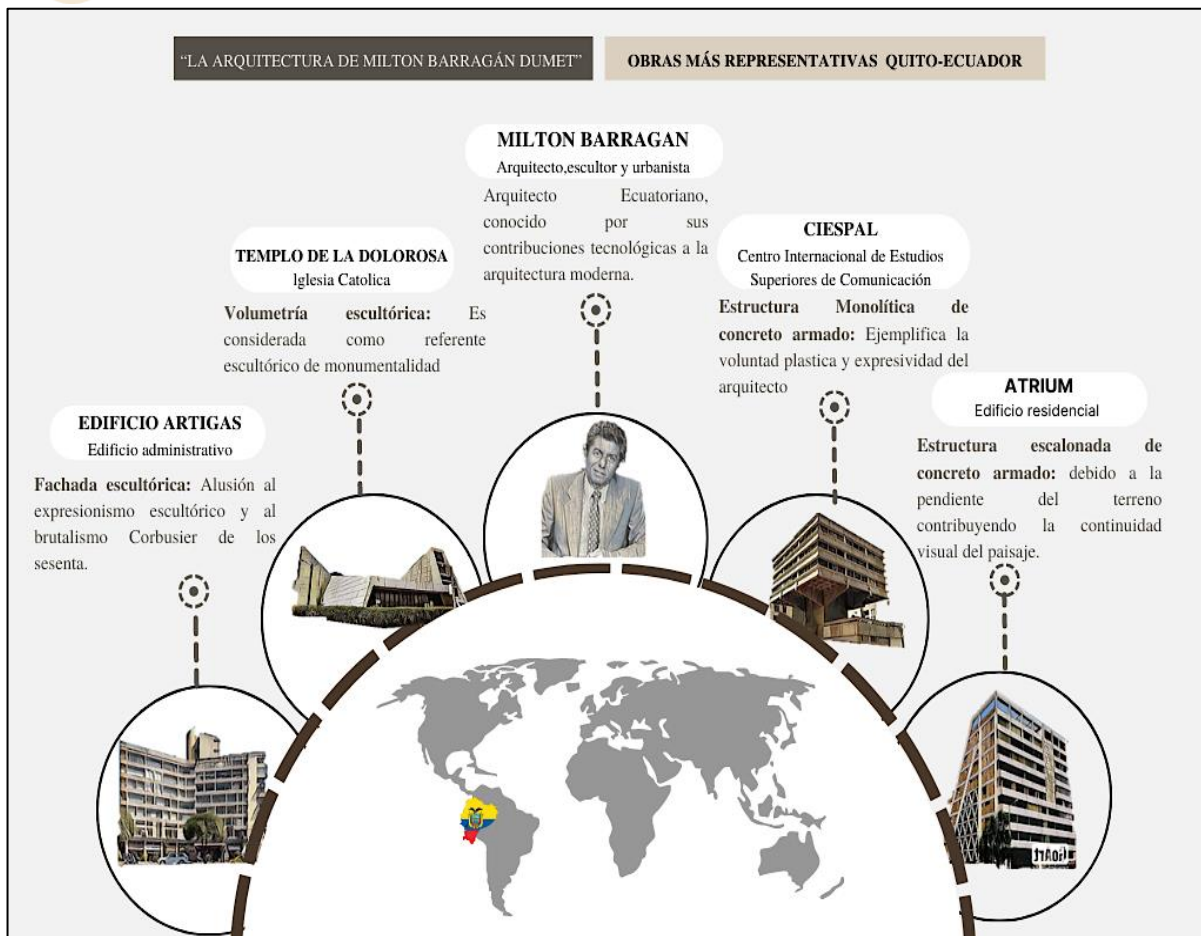 “LA ARQUITECTURA DE MILTON BARRAGÁN DUMET”
OBRAS MÁS REPRESENTATIVAS QUITO-ECUADOR
MILTON BARRAGAN
Arquitecto,escultor y urbanista
Arquitecto Ecuatoriano,
conocido por sus
contribuciones tecnológicas a la
arquitectura moderna.
TEMPLO DE LA DOLOROSA
Iglesia Catolica
Volumetría escultórica: Es
considerada como referente
escultórico de monumentalidad
CIESPAL
Centro Internacional de Estudios
Superiores de Comunicación
Estructura Monolítica de
concreto armado: Ejemplifica la
voluntad plastica y expresividad del
arquitecto
EDIFICIO ARTIGAS
Edificio administrativo
Fachada escultórica: Alusión al
expresionismo escultórico y al
brutalismo Corbusier de los
sesenta.
ATRIUM
Edificio residencial
Estructura escalonada de
concreto armado: debido a la
pendiente del terreno
contribuyendo la continuidad
visual del paisaje.